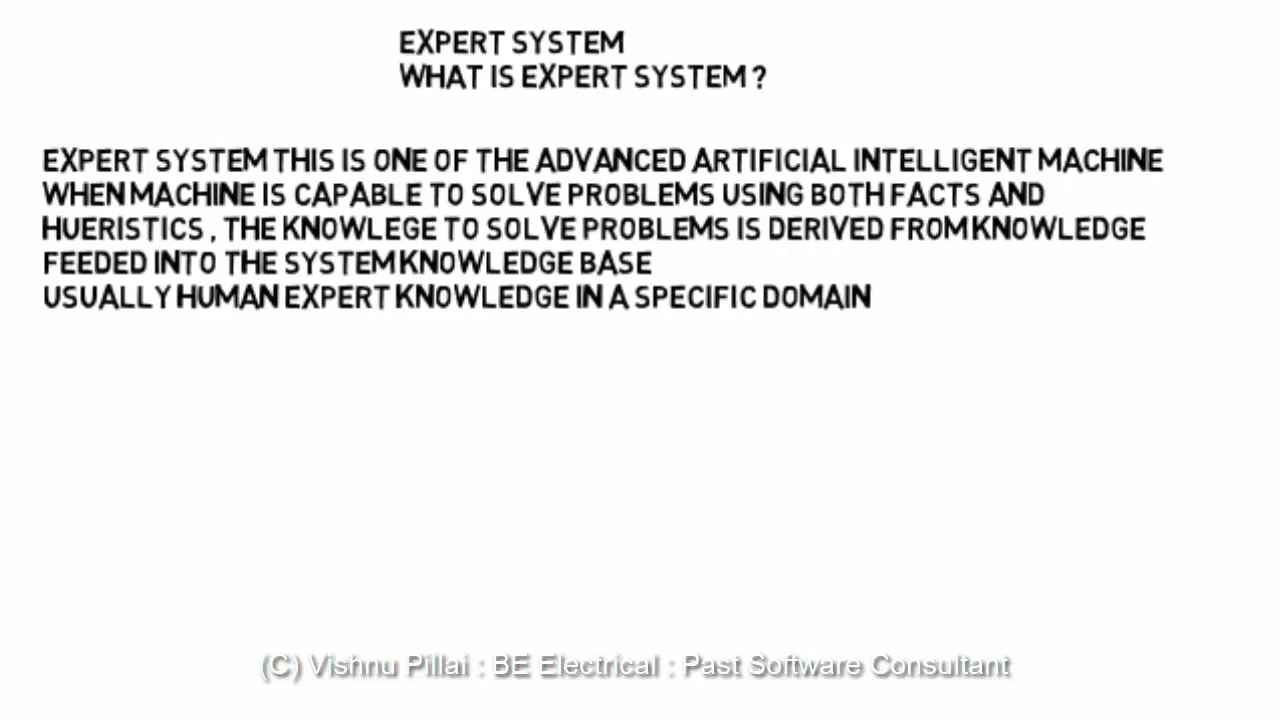 EXPERT SYSTEM
WHAT IS EXPERT SYSTEM ?
EXPERT SYSTEM THIS IS ONE OF THE ADVANCED ARTIFICIAL INTELLIGENT MACHINE
WHEN MACHINE IS CAPABLE TO SOLVE PROBLEMS USING BOTH FACTS AND
HUERISTICS , THE KNOWLEGE TO SOLVE PROBLEMS IS DERIVED FROM KNOWLEDGE
FEEDED INTO THE SYSTEM KNOWLEDGE BASE
USUALLY HUMAN EXPERT KNOWLEDGE IN A SPECIFIC DOMAIN
(C) Vishnu Pillai : BE Electrical : Past Software Consultant